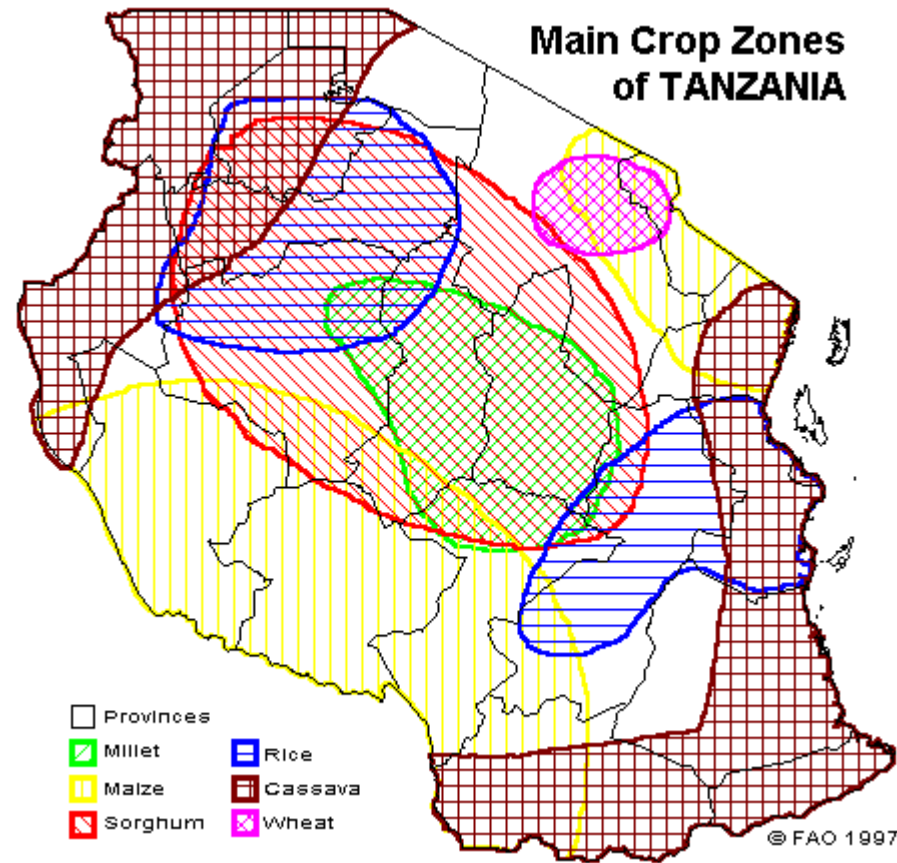 Main Crop Zones
of TANZANIA
Provinces
Millet
Rice
Maize
Cassava
Sorghum
Wheat
© FAO 1997